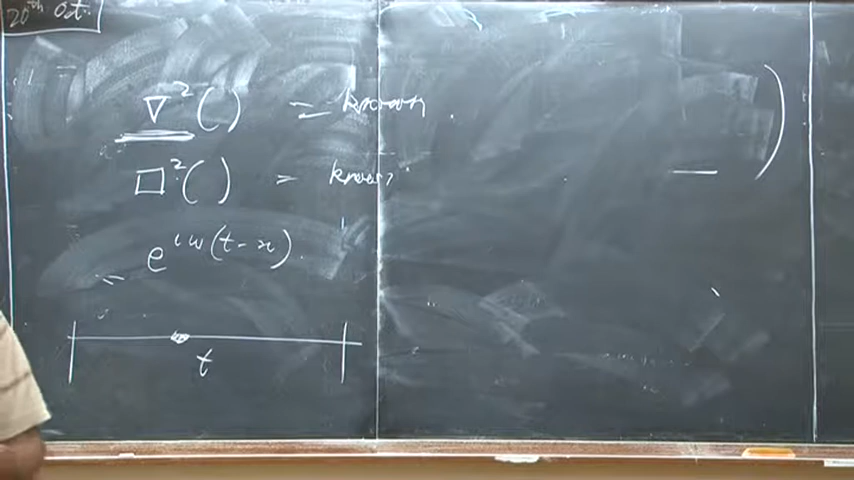 20th Oct.
∇²( ) = known.
□²( ) = known
e^{iω(t-x)}
t